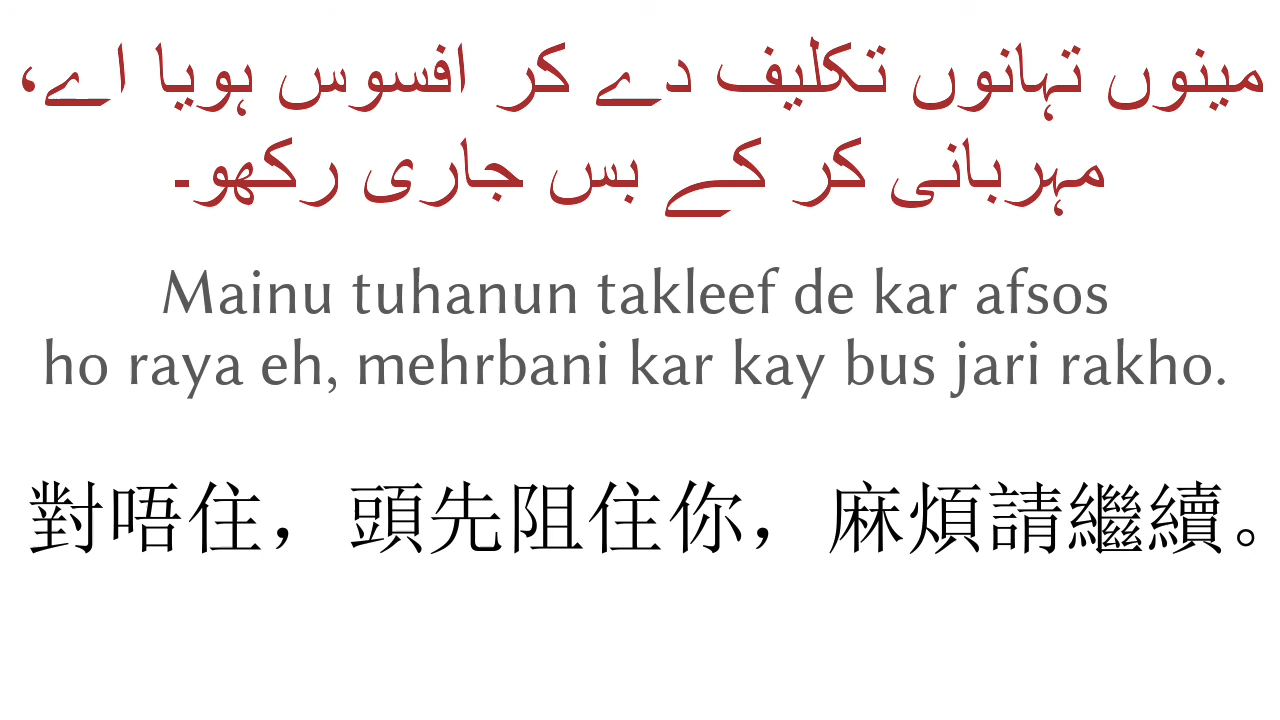 مینوں تہانوں تکلیف دے کر افسوس ہویا اے،
مہربانی کر کے بس جاری رکھو۔
Mainu tuhanun takleef de kar afsos
ho raya eh, mehrbani kar kay bus jari rakho.
對唔住，頭先阻住你，麻煩請繼續。